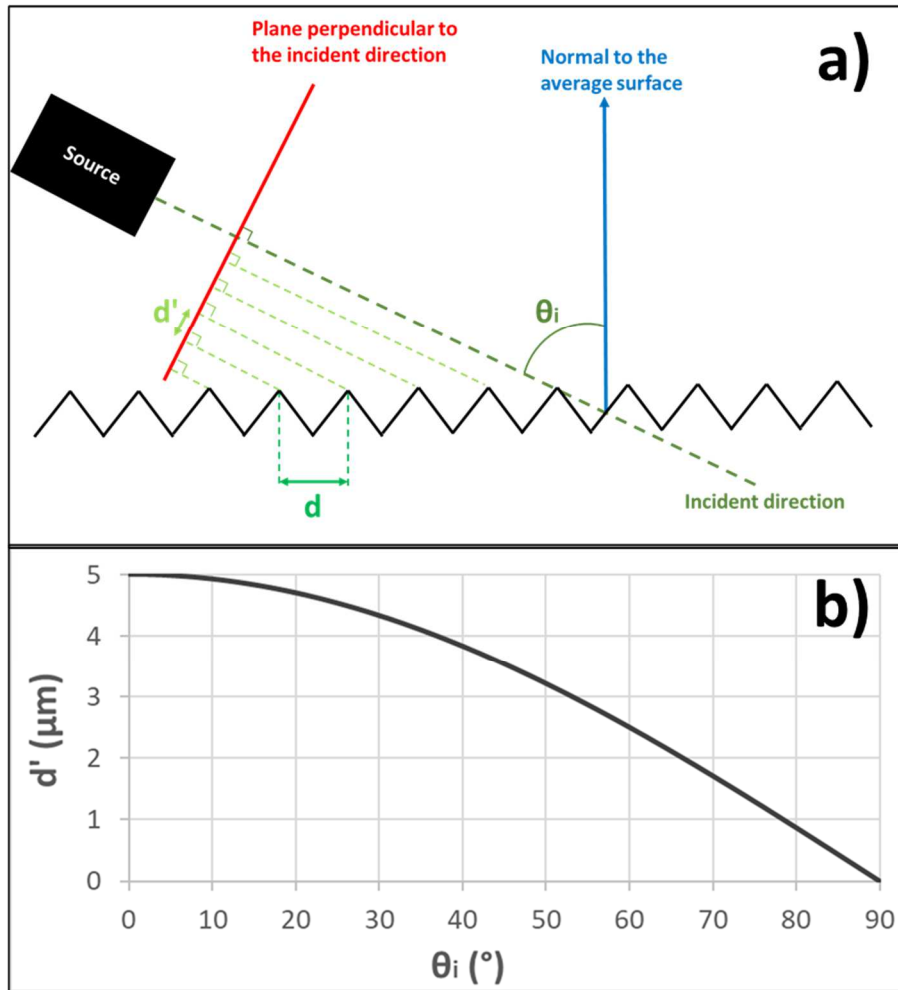 Plane perpendicular to
the incident direction
Normal to the
average surface
a)
Source
d'
θi
d
Incident direction
b)
5
4
3
2
1
0
d' (μm)
0 10 20 30 40 50 60 70 80 90
θi (°)